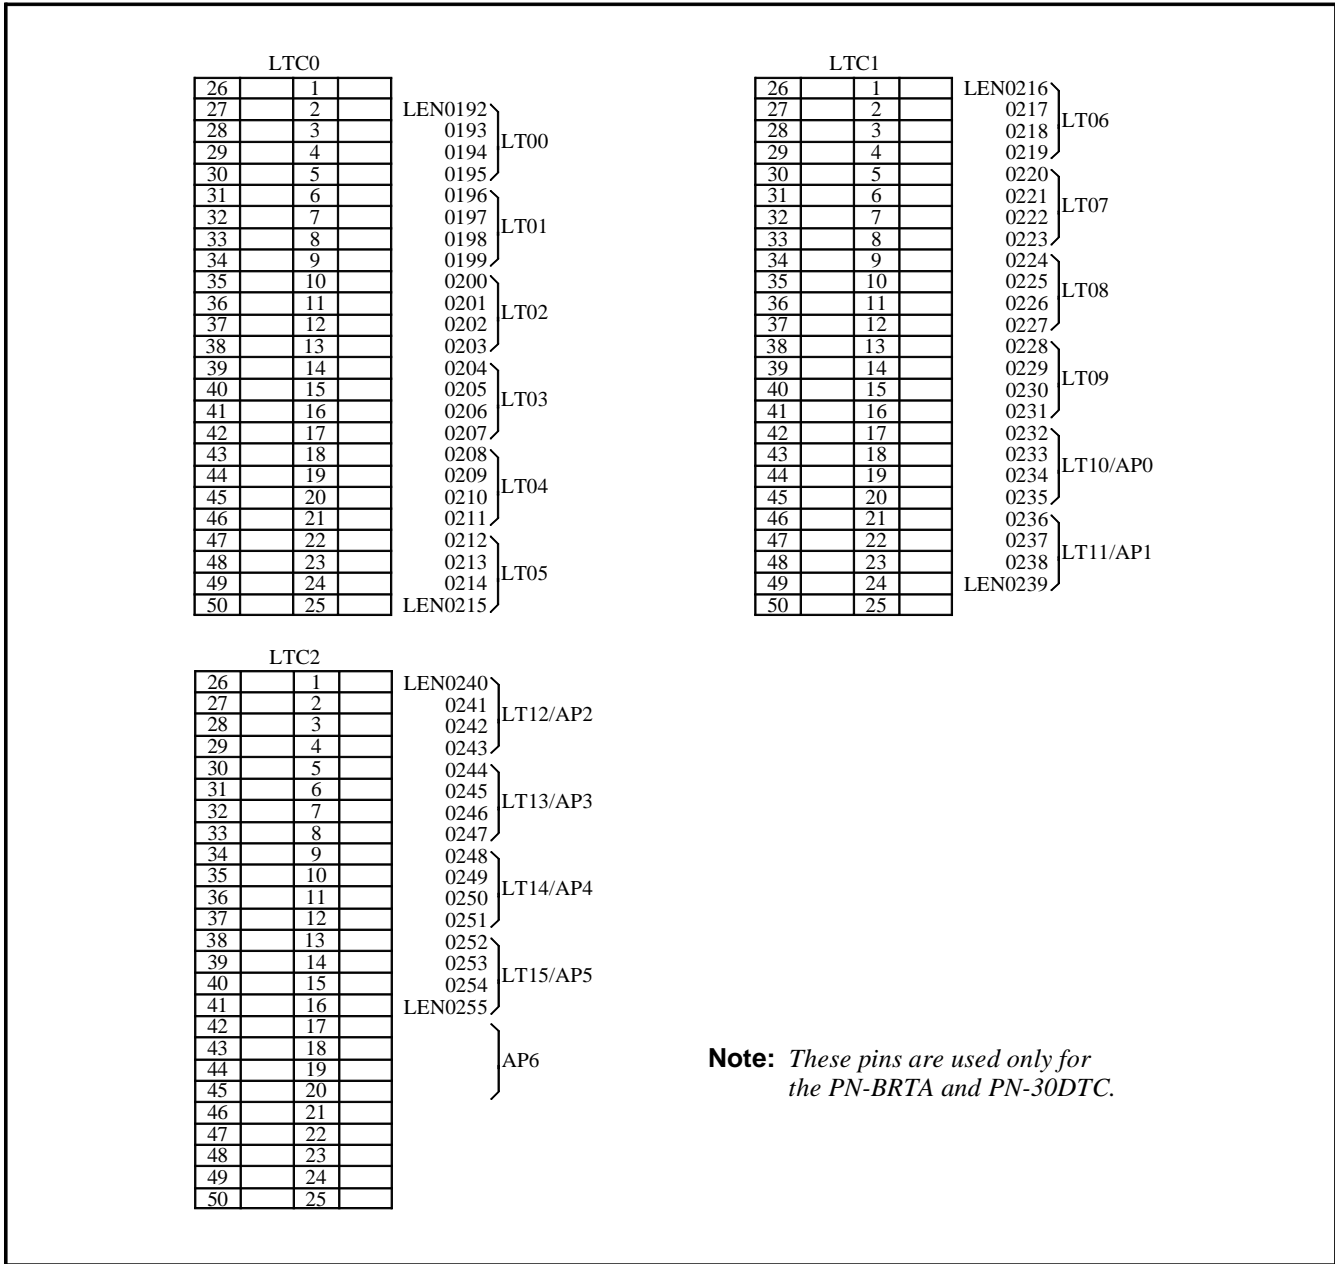 LTC0
26 1
27 2 LEN0192
28 3 0193
LT00
29 4 0194
30 5 0195
31 6 0196
32 7 0197
LT01
33 8 0198
34 9 0199
35 10 0200
36 11 0201
LT02
37 12 0202
38 13 0203
39 14 0204
40 15 0205
LT03
41 16 0206
42 17 0207
43 18 0208
44 19 0209
LT04
45 20 0210
46 21 0211
47 22 0212
48 23 0213
LT05
49 24 0214
50 25 LEN0215
LTC1
26 1 LEN0216
27 2 0217
LT06
28 3 0218
29 4 0219
30 5 0220
31 6 0221
LT07
32 7 0222
33 8 0223
34 9 0224
35 10 0225
LT08
36 11 0226
37 12 0227
38 13 0228
39 14 0229
LT09
40 15 0230
41 16 0231
42 17 0232
43 18 0233
LT10/AP0
44 19 0234
45 20 0235
46 21 0236
47 22 0237
LT11/AP1
48 23 0238
49 24 LEN0239
50 25
LTC2
26 1 LEN0240
27 2 0241
LT12/AP2
28 3 0242
29 4 0243
30 5 0244
31 6 0245
LT13/AP3
32 7 0246
33 8 0247
34 9 0248
35 10 0249
LT14/AP4
36 11 0250
37 12 0251
38 13 0252
39 14 0253
LT15/AP5
40 15 0254
41 16 LEN0255
42 17
43 18
AP6
44 19
45 20
46 21
47 22
48 23
49 24
50 25
Note: These pins are used only for
the PN-BRTA and PN-30DTC.